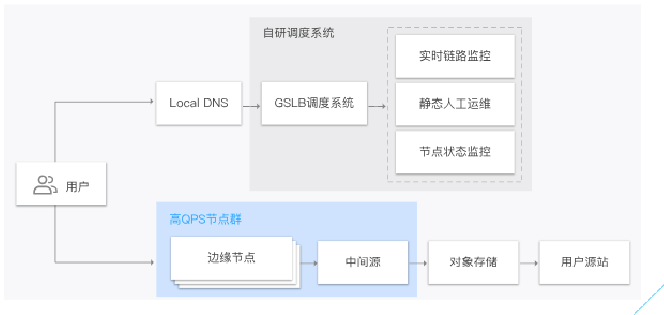 自研调度系统
实时链路监控
Local DNS
GSLB调度系统
静态人工运维
节点状态监控
用户
高QPS节点群
边缘节点
中间源
对象存储
用户源站